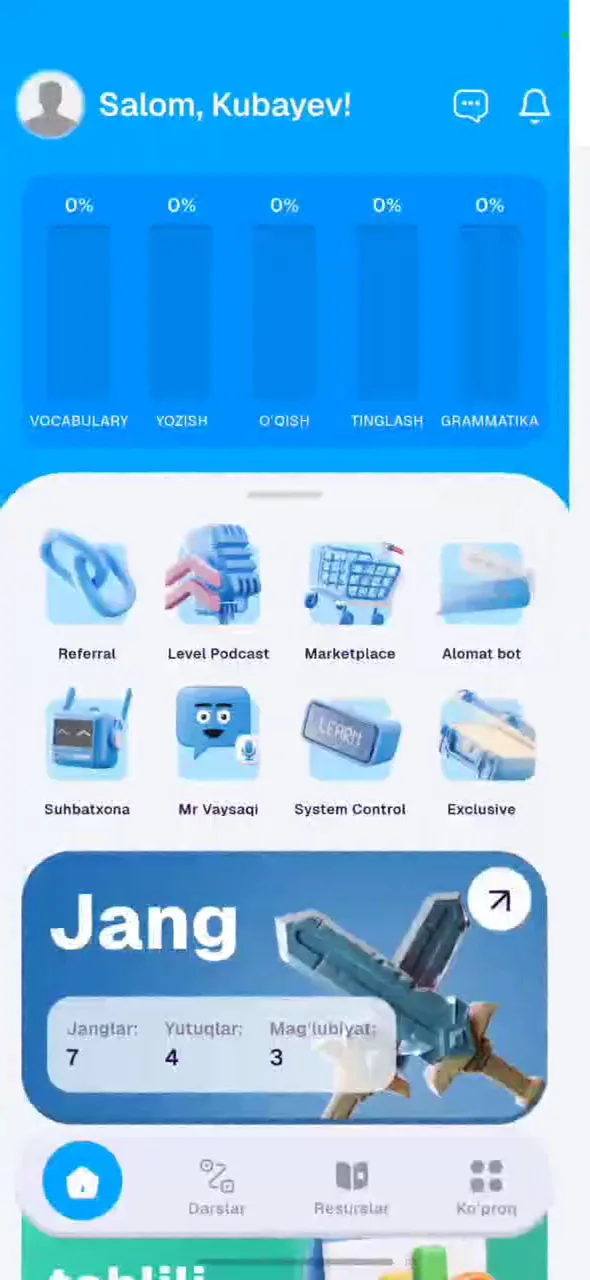 Salom, Kubayev!
0% 0% 0% 0% 0%
VOCABULARY YOZISH O'QISH TINGLASH GRAMMATIKA
Referral Level Podcast Marketplace Alomat bot
LEARN
Suhbatxona Mr Vaysaqi System Control Exclusive
Jang
Janglar: Yutuqlar: Mag'lubiyat:
7 4 3
Darslar Resurslar Ko'proq
tahlili